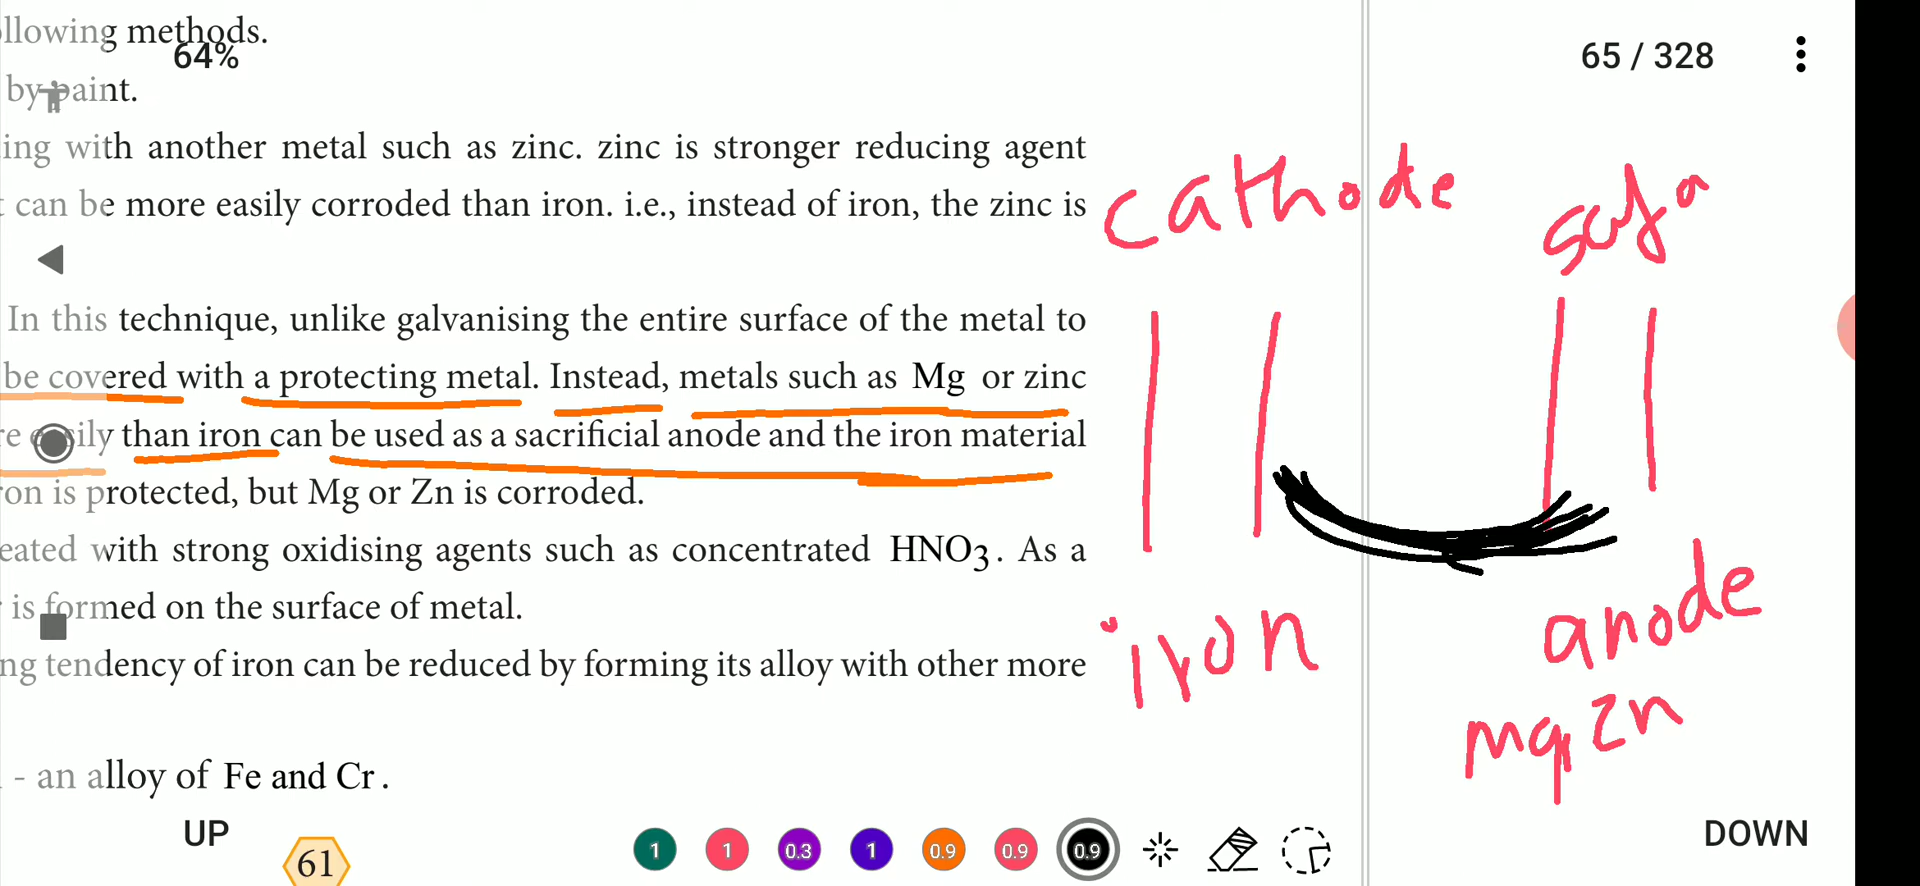 ollowing methods.
64%
65 / 328
by paint.
ing with another metal such as zinc. zinc is stronger reducing agent
t can be more easily corroded than iron. i.e., instead of iron, the zinc is
cathode
In this technique, unlike galvanising the entire surface of the metal to
be covered with a protecting metal. Instead, metals such as Mg or zinc
re easily than iron can be used as a sacrificial anode and the iron material
ron is protected, but Mg or Zn is corroded.
eated with strong oxidising agents such as concentrated HNO3. As a
r is formed on the surface of metal.
ng tendency of iron can be reduced by forming its alloy with other more
iron
anode
mg, Zn
- an alloy of Fe and Cr.
UP
61
1 1 0.3 1 0.9 0.9 0.9
DOWN